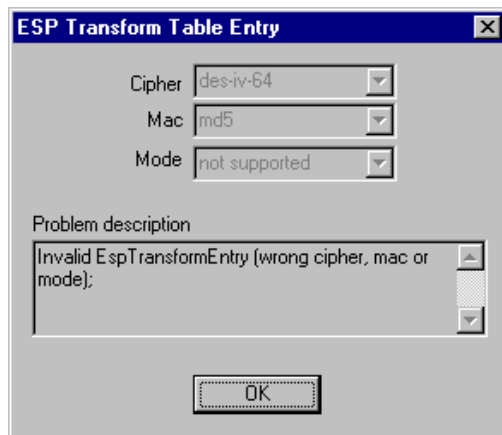 ESP Transform Table Entry
Cipher des-iv-64
Mac md5
Mode not supported
Problem description
Invalid EspTransformEntry (wrong cipher, mac or
mode);
OK